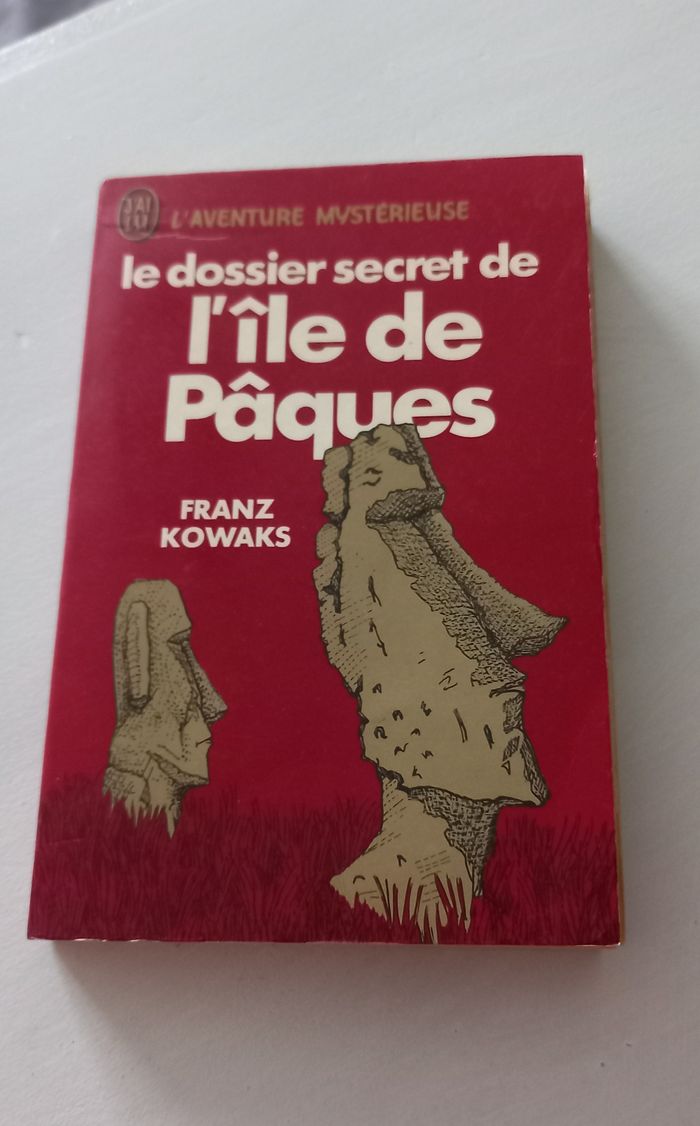 J'AI
LU
L'AVENTURE MYSTÉRIEUSE
le dossier secret de
l'île de
Pâques
FRANZ
KOWAKS